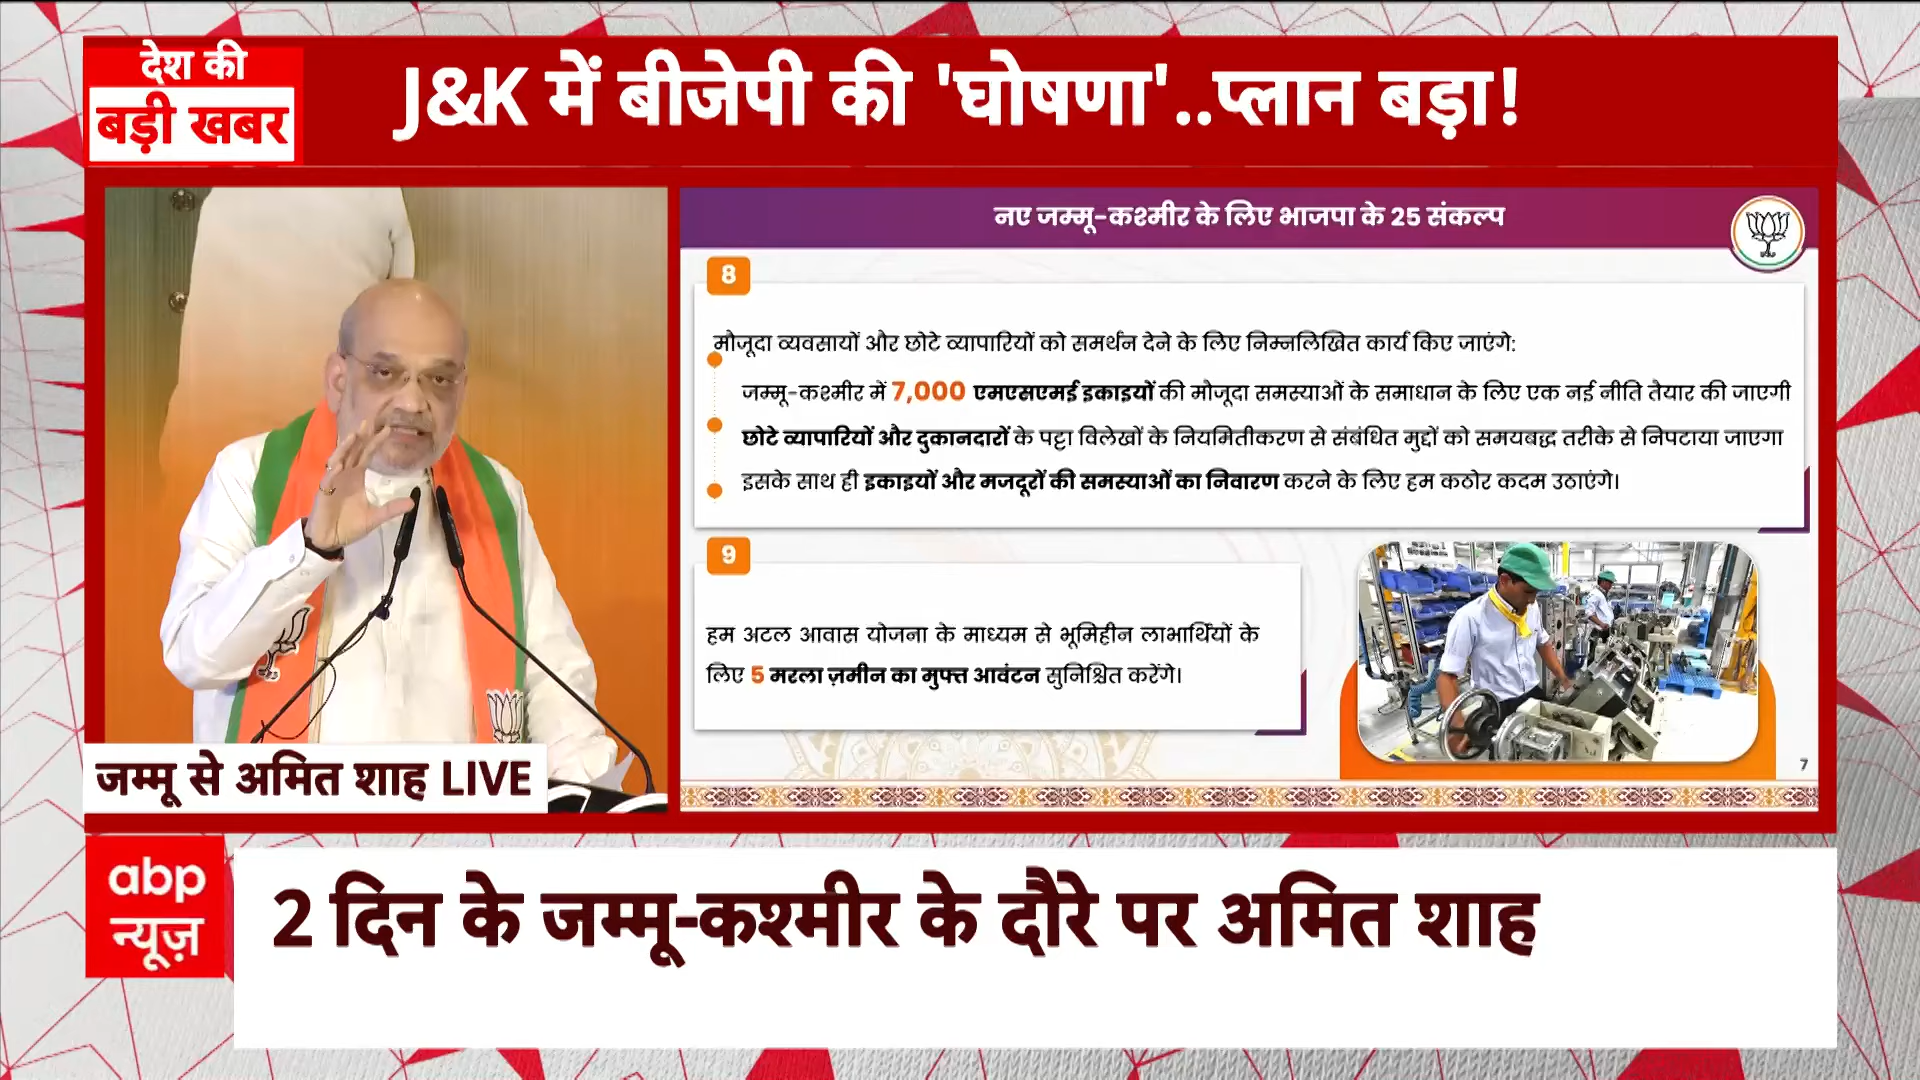 देश की
बड़ी खबर
J&K में बीजेपी की 'घोषणा'..प्लान बड़ा!
नए जम्मू-कश्मीर के लिए भाजपा के 25 संकल्प
8
मौजूदा व्यवसायों और छोटे व्यापारियों को समर्थन देने के लिए निम्नलिखित कार्य किए जाएंगे:
जम्मू-कश्मीर में 7,000 एमएसएमई इकाइयों की मौजूदा समस्याओं के समाधान के लिए एक नई नीति तैयार की जाएगी
छोटे व्यापारियों और दुकानदारों के पट्टा विलेखों के नियमितीकरण से संबंधित मुद्दों को समयबद्ध तरीके से निपटाया जाएगा
इसके साथ ही इकाइयों और मजदूरों की समस्याओं का निवारण करने के लिए हम कठोर कदम उठाएंगे।
9
हम अटल आवास योजना के माध्यम से भूमिहीन लाभार्थियों के
लिए 5 मरला ज़मीन का मुफ्त आवंटन सुनिश्चित करेंगे।
7
जम्मू से अमित शाह LIVE
abp
न्यूज़
2 दिन के जम्मू-कश्मीर के दौरे पर अमित शाह